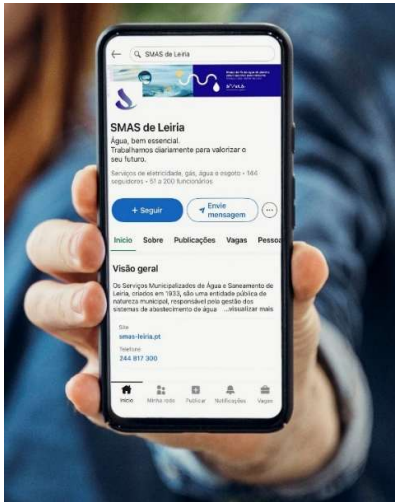 SMAS de Leiria
SMAS de Leiria
Água, bem essencial.
Trabalhamos diariamente para valorizar o
seu futuro.
Serviços de eletricidade, gás, água e esgoto • 144
seguidores • 51 a 200 funcionários
+ Seguir
Envie
mensagem
Início Sobre Publicações Vagas Pessoa
Visão geral
Os Serviços Municipalizados de Água e Saneamento de
Leiria, criados em 1933, são uma entidade pública de
natureza municipal, responsável pela gestão dos
sistemas de abastecimento de água ...visualizar mais
Site
smas-leiria.pt
Telefone
244 817 300
Início Minha rede Publicar Notificações Vagas